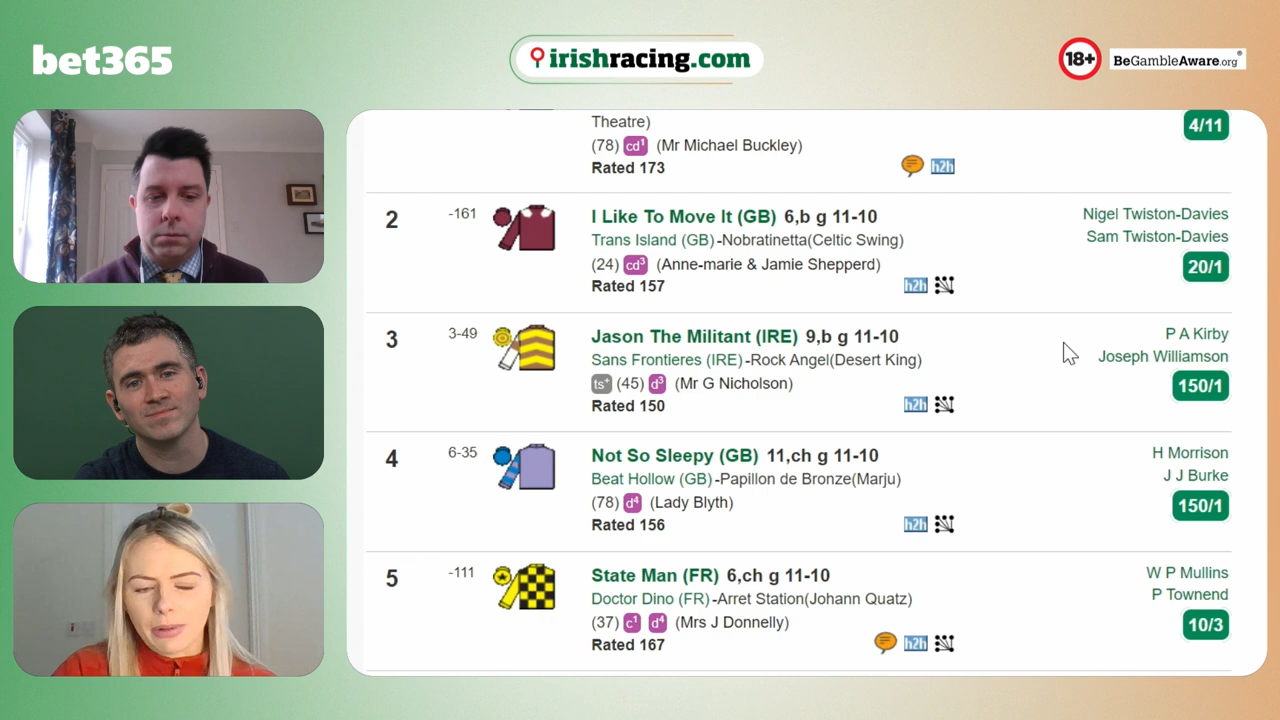 bet365
irishracing.com
18+
BeGambleAware.org®
Theatre)
4/11
(78) cd1 (Mr Michael Buckley)
Rated 173
h2h
2
-161
I Like To Move It (GB) 6,b g 11-10
Nigel Twiston-Davies
Trans Island (GB)-Nobratinetta(Celtic Swing)
Sam Twiston-Davies
(24) cd3 (Anne-marie & Jamie Shepperd)
20/1
Rated 157
h2h
3
3-49
Jason The Militant (IRE) 9,b g 11-10
P A Kirby
Sans Frontieres (IRE)-Rock Angel(Desert King)
Joseph Williamson
ts+ (45) d3 (Mr G Nicholson)
150/1
Rated 150
h2h
4
6-35
Not So Sleepy (GB) 11,ch g 11-10
H Morrison
Beat Hollow (GB)-Papillon de Bronze(Marju)
J J Burke
(78) d4 (Lady Blyth)
150/1
Rated 156
h2h
5
-111
State Man (FR) 6,ch g 11-10
W P Mullins
Doctor Dino (FR)-Arret Station(Johann Quatz)
P Townend
(37) c1 d4 (Mrs J Donnelly)
10/3
Rated 167
h2h